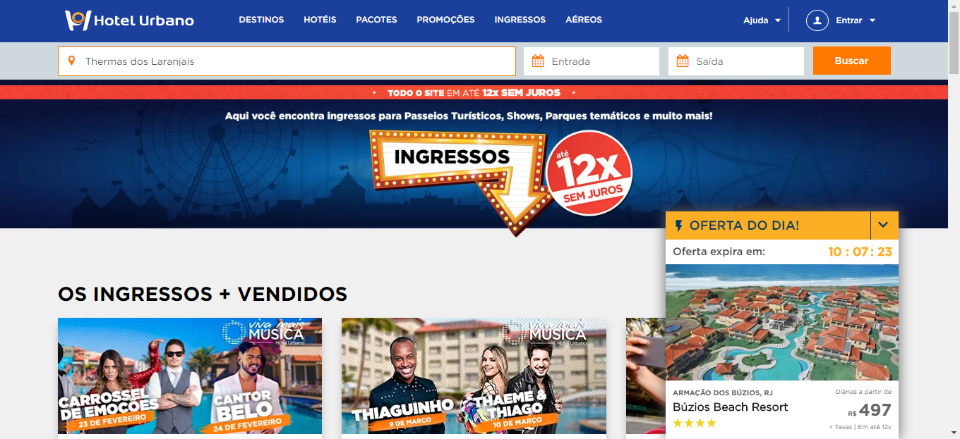 Hotel Urbano
DESTINOS HOTÉIS PACOTES PROMOÇÕES INGRESSOS AÉREOS
Ajuda Entrar
Thermas dos Laranjais Entrada Saída Buscar
• TODO O SITE EM ATÉ 12x SEM JUROS •
Aqui você encontra ingressos para Passeios Turísticos, Shows, Parques temáticos e muito mais!
INGRESSOS
até
12x
SEM JUROS
OFERTA DO DIA!
Oferta expira em: 10 : 07 : 23
OS INGRESSOS + VENDIDOS
viva mais
MÚSICA
Hotel Urbano
CARROSSEL
DE EMOÇÕES
23 DE FEVEREIRO
CANTOR
BELO
24 DE FEVEREIRO
viva mais
MÚSICA
Hotel Urbano
THIAGUINHO
9 DE MARÇO
THAEME &
THIAGO
10 DE MARÇO
ARMAÇÃO DOS BÚZIOS, RJ
Búzios Beach Resort
Diárias a partir de
R$ 497
+ Taxas | Em até 12x